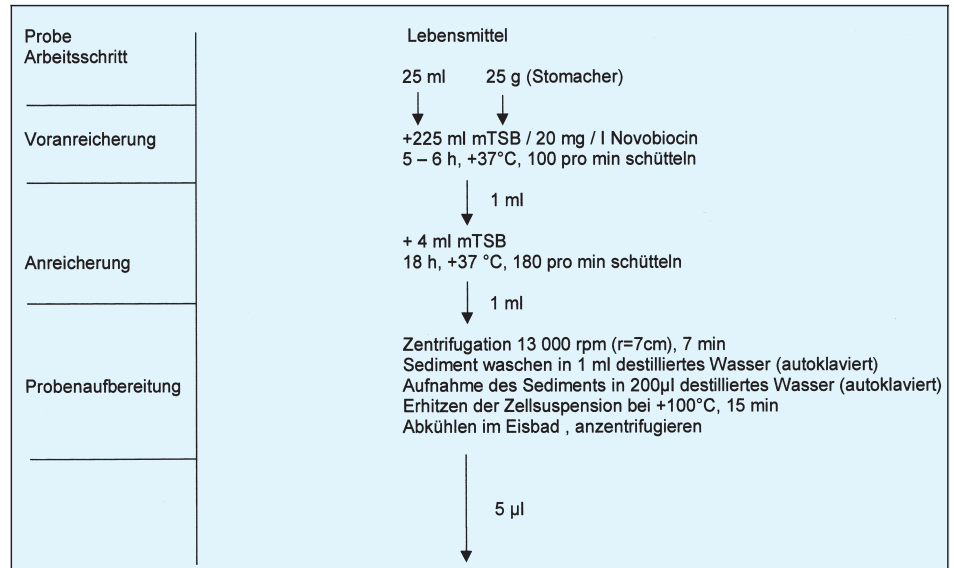 Probe
Arbeitsschritt
Lebensmittel
25 ml 25 g (Stomacher)
Voranreicherung
+225 ml mTSB / 20 mg / l Novobiocin
5 – 6 h, +37°C, 100 pro min schütteln
1 ml
Anreicherung
+ 4 ml mTSB
18 h, +37 °C, 180 pro min schütteln
1 ml
Probenaufbereitung
Zentrifugation 13 000 rpm (r=7cm), 7 min
Sediment waschen in 1 ml destilliertes Wasser (autoklaviert)
Aufnahme des Sediments in 200µl destilliertes Wasser (autoklaviert)
Erhitzen der Zellsuspension bei +100°C, 15 min
Abkühlen im Eisbad , anzentrifugieren
5 µl